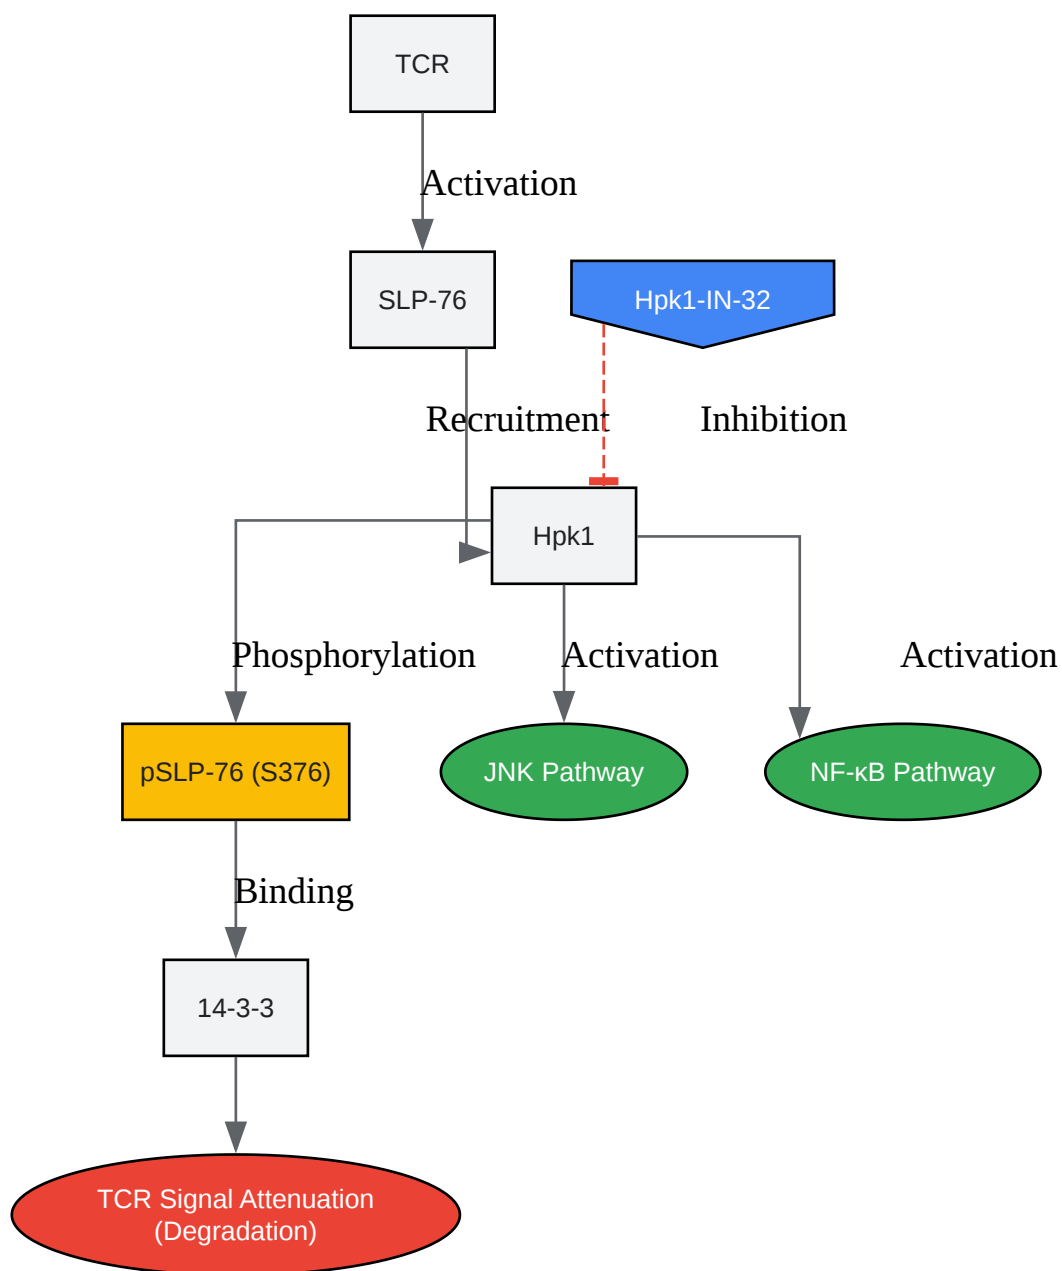 TCR
Activation
SLP-76
Hpk1-IN-32
Recruitment
Inhibition
Hpk1
Phosphorylation
Activation
Activation
pSLP-76 (S376)
JNK Pathway
NF-κB Pathway
Binding
14-3-3
TCR Signal Attenuation
(Degradation)